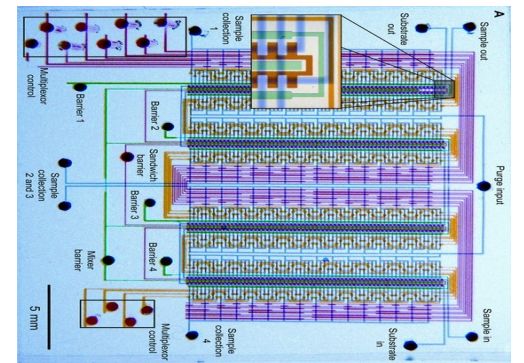 A
Sample out
Substrate
out
Sample
collection
1
Multiplexor
control
Barrier 1
Barrier 2
Sandwich
barrier
Sample
collection
2 and 3
Barrier 3
Purge input
Mixer
barrier
Barrier 4
Multiplexor
control
Sample
collection
4
Substrate
in
Sample in
5 mm